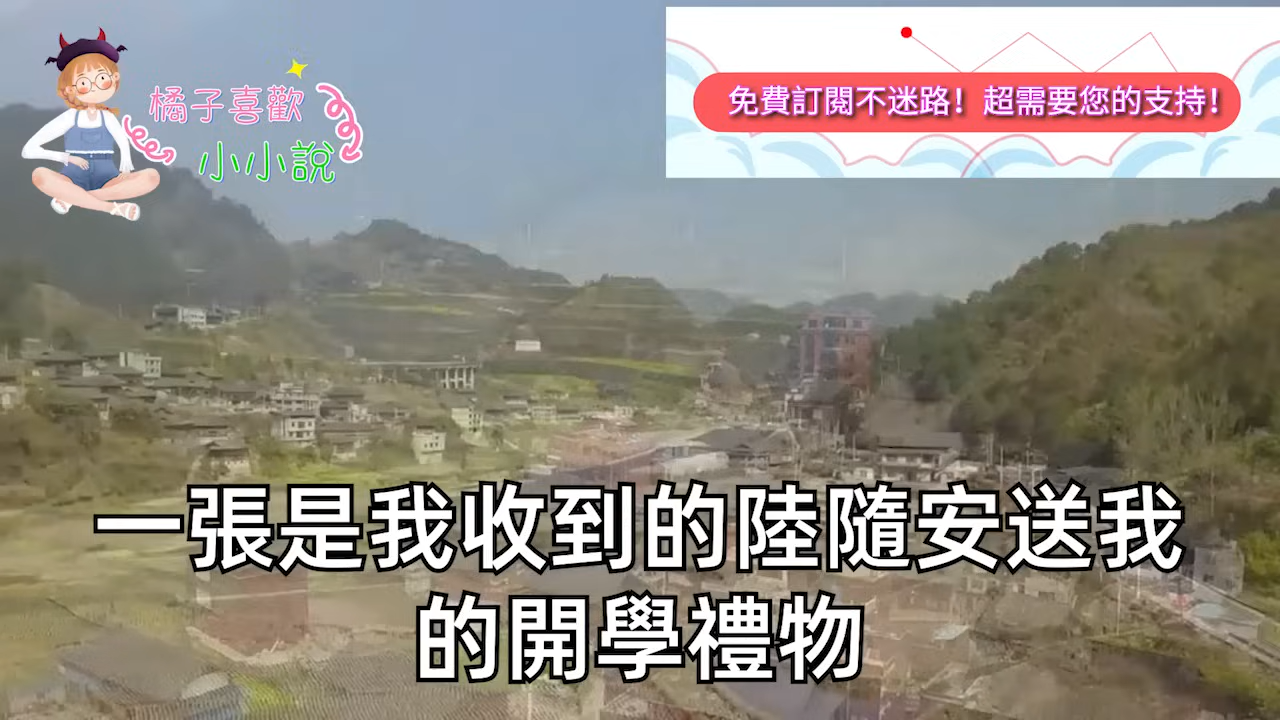 橘子喜歡
小小說
免費訂閱不迷路！超需要您的支持！
一張是我收到的陸隨安送我
的開學禮物